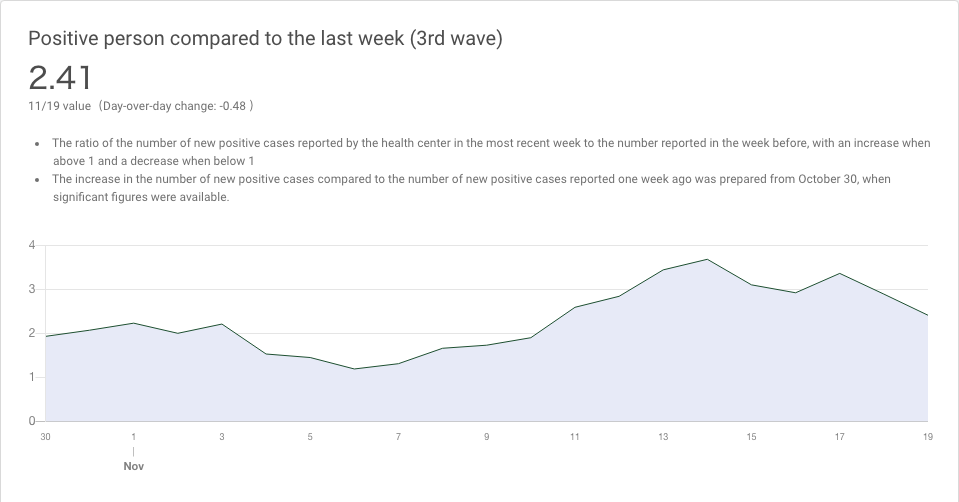 Positive person compared to the last week (3rd wave)
2.41
11/19 value （Day-over-day change: -0.48 ）
• The ratio of the number of new positive cases reported by the health center in the most recent week to the number reported in the week before, with an increase when
above 1 and a decrease when below 1
• The increase in the number of new positive cases compared to the number of new positive cases reported one week ago was prepared from October 30, when
significant figures were available.
4
3
2
1
0
30 1 3 5 7 9 11 13 15 17 19
Nov